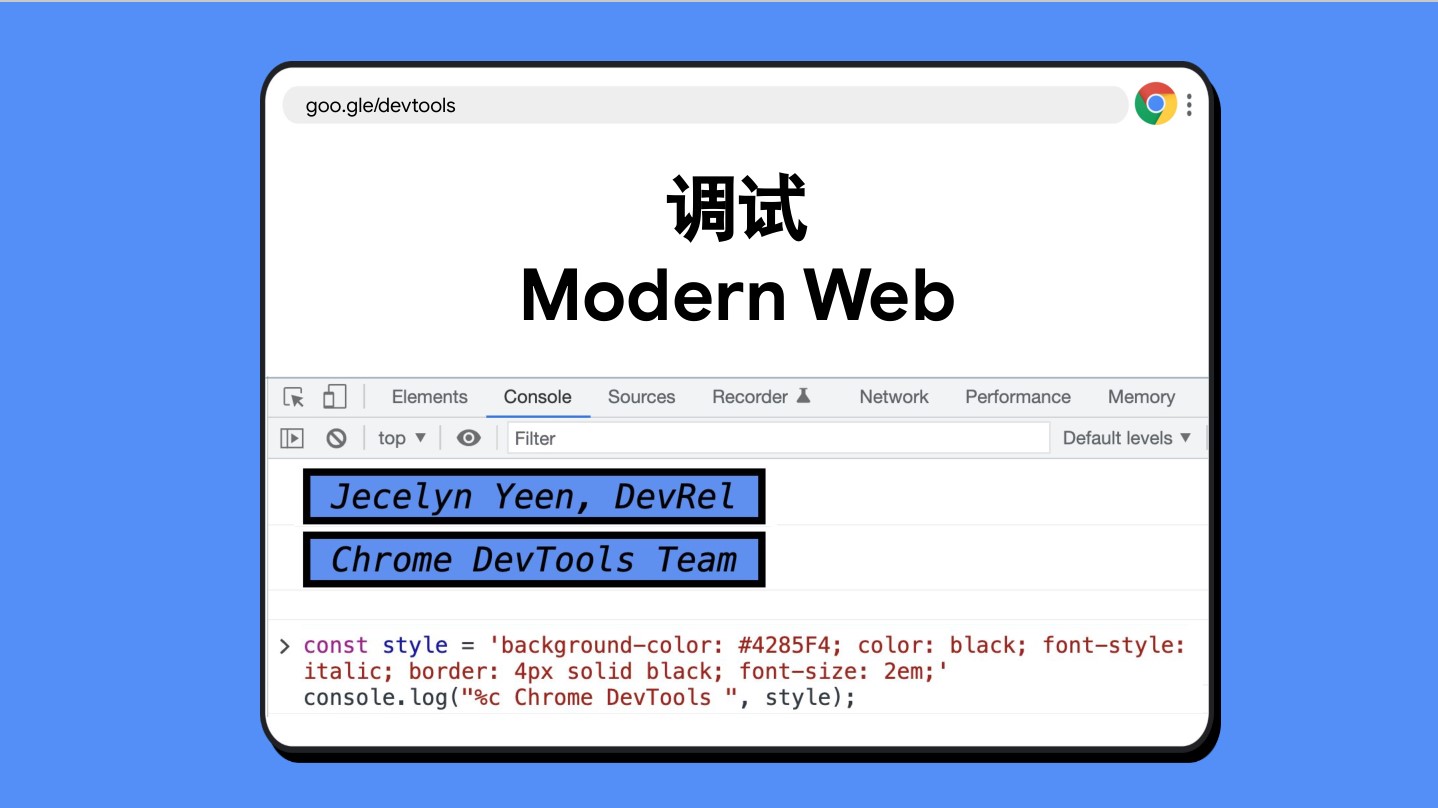 goo.gle/devtools
调试
Modern Web
Elements Console Sources Recorder Network Performance Memory
top ▼ Filter Default levels ▼
Jecelyn Yeen, DevRel
Chrome DevTools Team
> const style = 'background-color: #4285F4; color: black; font-style:
italic; border: 4px solid black; font-size: 2em;'
console.log("%c Chrome DevTools ", style);